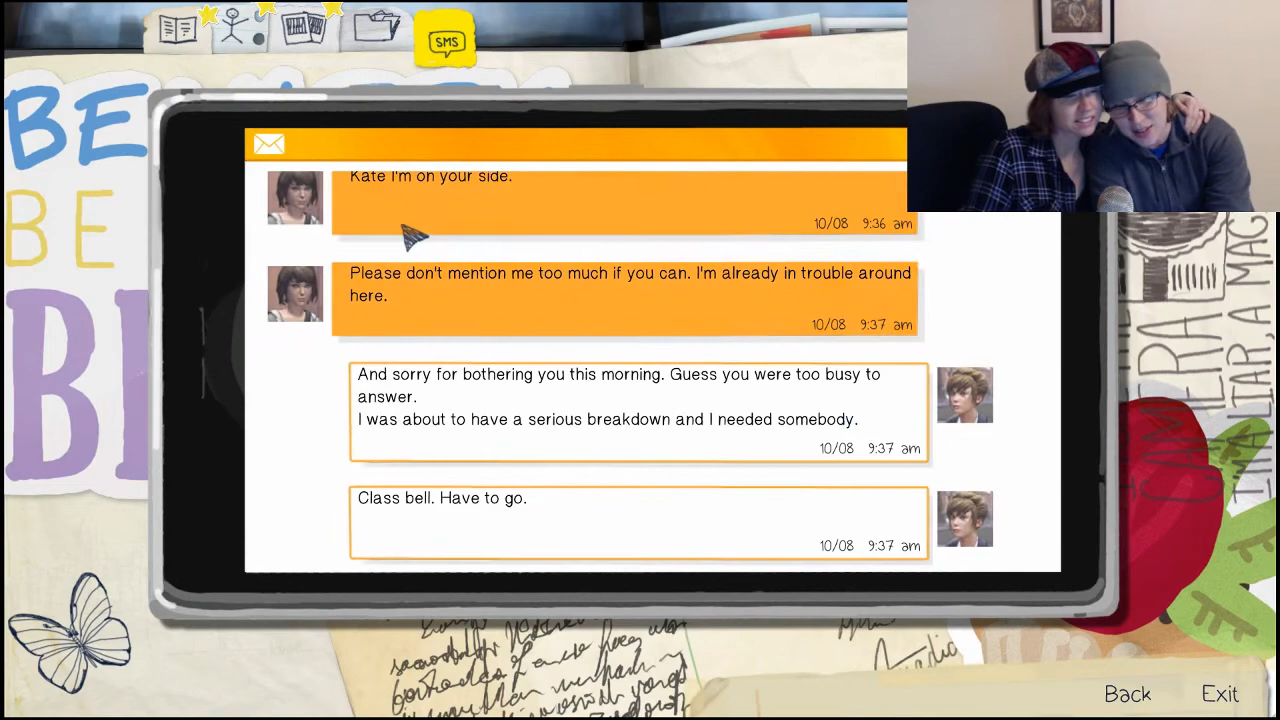 SMS
BE
BE
Kate I'm on your side.
10/08 9:36 am
Please don't mention me too much if you can. I'm already in trouble around
here.
10/08 9:37 am
And sorry for bothering you this morning. Guess you were too busy to
answer.
I was about to have a serious breakdown and I needed somebody.
10/08 9:37 am
Class bell. Have to go.
10/08 9:37 am
CAMERA
LIAR, A MAG
Back
Exit